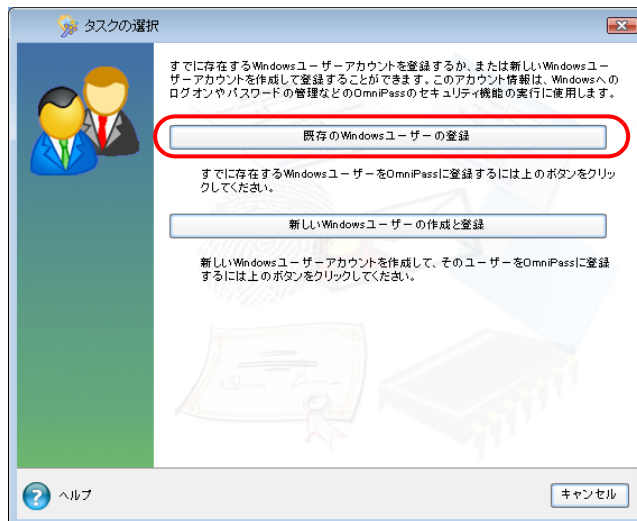 タスクの選択
すでに存在するWindowsユーザーアカウントを登録するか、または新しいWindowsユー
ザーアカウントを作成して登録することができます。このアカウント情報は、Windowsへの
ログオンやパスワードの管理などのOmniPassのセキュリティ機能の実行に使用します。
既存のWindowsユーザーの登録
すでに存在するWindowsユーザーをOmniPassに登録するには上のボタンをクリッ
クしてください。
新しいWindowsユーザーの作成と登録
新しいWindowsユーザーアカウントを作成して、そのユーザーをOmniPassに登録
するには上のボタンをクリックしてください。
ヘルプ
キャンセル